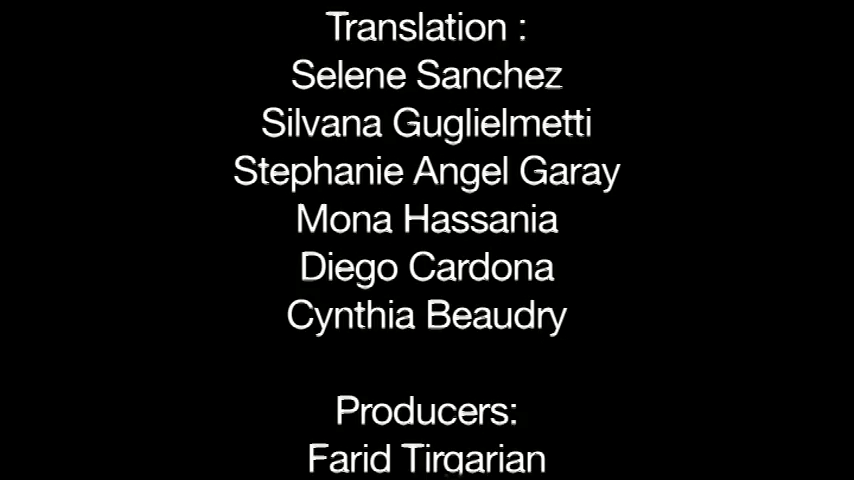 Translation :
Selene Sanchez
Silvana Guglielmetti
Stephanie Angel Garay
Mona Hassania
Diego Cardona
Cynthia Beaudry
Producers:
Farid Tirgarian